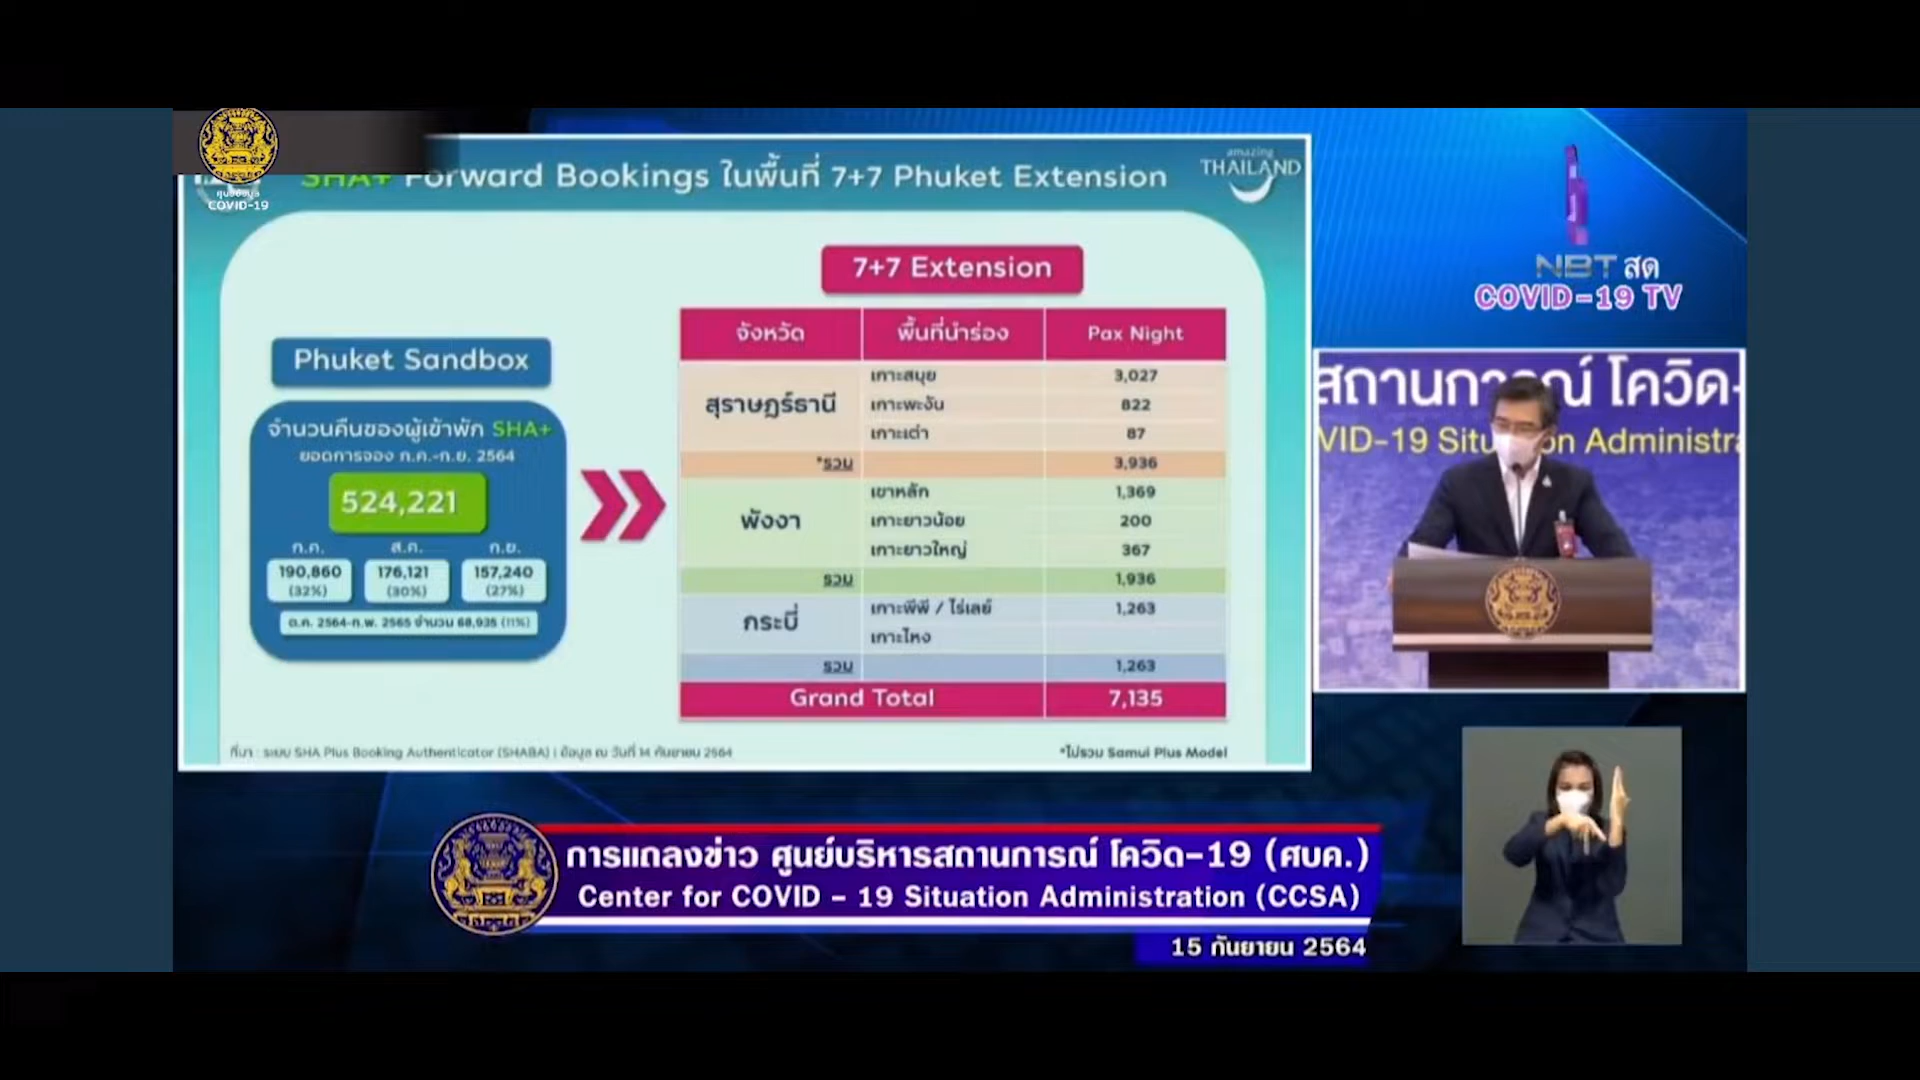 ศูนย์ข้อมูล
COVID-19
SHA+ Forward Bookings ในพื้นที่ 7+7 Phuket Extension
amazing
THAILAND
7+7 Extension
Phuket Sandbox
จำนวนคืนของผู้เข้าพัก SHA+
ยอดการจอง ก.ค.-ก.ย. 2564
524,221
ก.ค. ส.ค. ก.ย.
190,860 176,121 157,240
(32%) (30%) (27%)
ต.ค. 2564-ก.พ. 2565 จำนวน 68,935 (11%)
จังหวัด พื้นที่นำร่อง Pax Night
สุราษฎร์ธานี
เกาะสมุย 3,027
เกาะพะงัน 822
เกาะเต่า 87
*รวม 3,936
พังงา
เขาหลัก 1,369
เกาะยาวน้อย 200
เกาะยาวใหญ่ 367
รวม 1,936
กระบี่
เกาะพีพี / ไร่เลย์ 1,263
เกาะไหง
รวม 1,263
Grand Total 7,135
ที่มา : ระบบ SHA Plus Booking Authenticator (SHABA) | ข้อมูล ณ วันที่ 14 กันยายน 2564
*ไม่รวม Samui Plus Model
NBT สด
COVID-19 TV
สถานการณ์ โควิด-
VID-19 Situation Administra
การแถลงข่าว ศูนย์บริหารสถานการณ์ โควิด-19 (ศบค.)
Center for COVID - 19 Situation Administration (CCSA)
15 กันยายน 2564